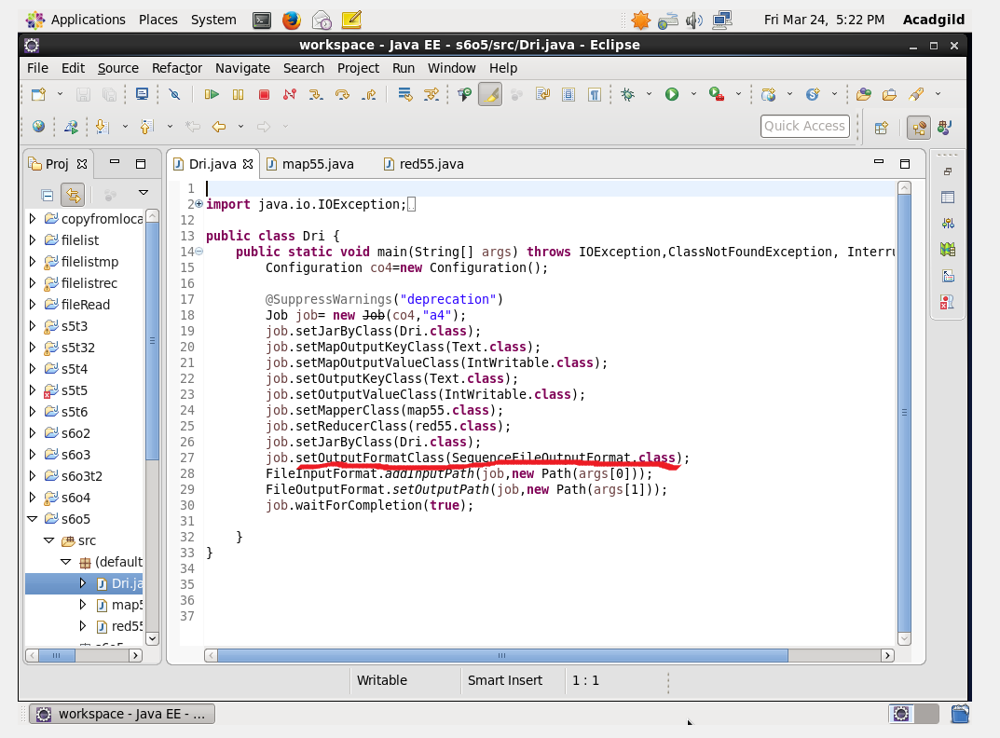 Applications Places System Fri Mar 24, 5:22 PM Acadgild
workspace - Java EE - s6o5/src/Dri.java - Eclipse
File Edit Source Refactor Navigate Search Project Run Window Help
Quick Access
Proj Dri.java map55.java red55.java
copyfromloca
filelist
filelistmp
filelistrec
fileRead
s5t3
s5t32
s5t4
s5t5
s5t6
s6o2
s6o3
s6o3t2
s6o4
s6o5
src
(default
Dri.ja
map5
red55
1
2 import java.io.IOException;
12
13 public class Dri {
14 public static void main(String[] args) throws IOException,ClassNotFoundException, Interru
15 Configuration co4=new Configuration();
16
17 @SuppressWarnings("deprecation")
18 Job job= new Job(co4,"a4");
19 job.setJarByClass(Dri.class);
20 job.setMapOutputKeyClass(Text.class);
21 job.setMapOutputValueClass(IntWritable.class);
22 job.setOutputKeyClass(Text.class);
23 job.setOutputValueClass(IntWritable.class);
24 job.setMapperClass(map55.class);
25 job.setReducerClass(red55.class);
26 job.setJarByClass(Dri.class);
27 job.setOutputFormatClass(SequenceFileOutputFormat.class);
28 FileInputFormat.addInputPath(job,new Path(args[0]));
29 FileOutputFormat.setOutputPath(job,new Path(args[1]));
30 job.waitForCompletion(true);
31
32 }
33 }
34
35
36
37
Writable Smart Insert 1 : 1
workspace - Java EE - ...